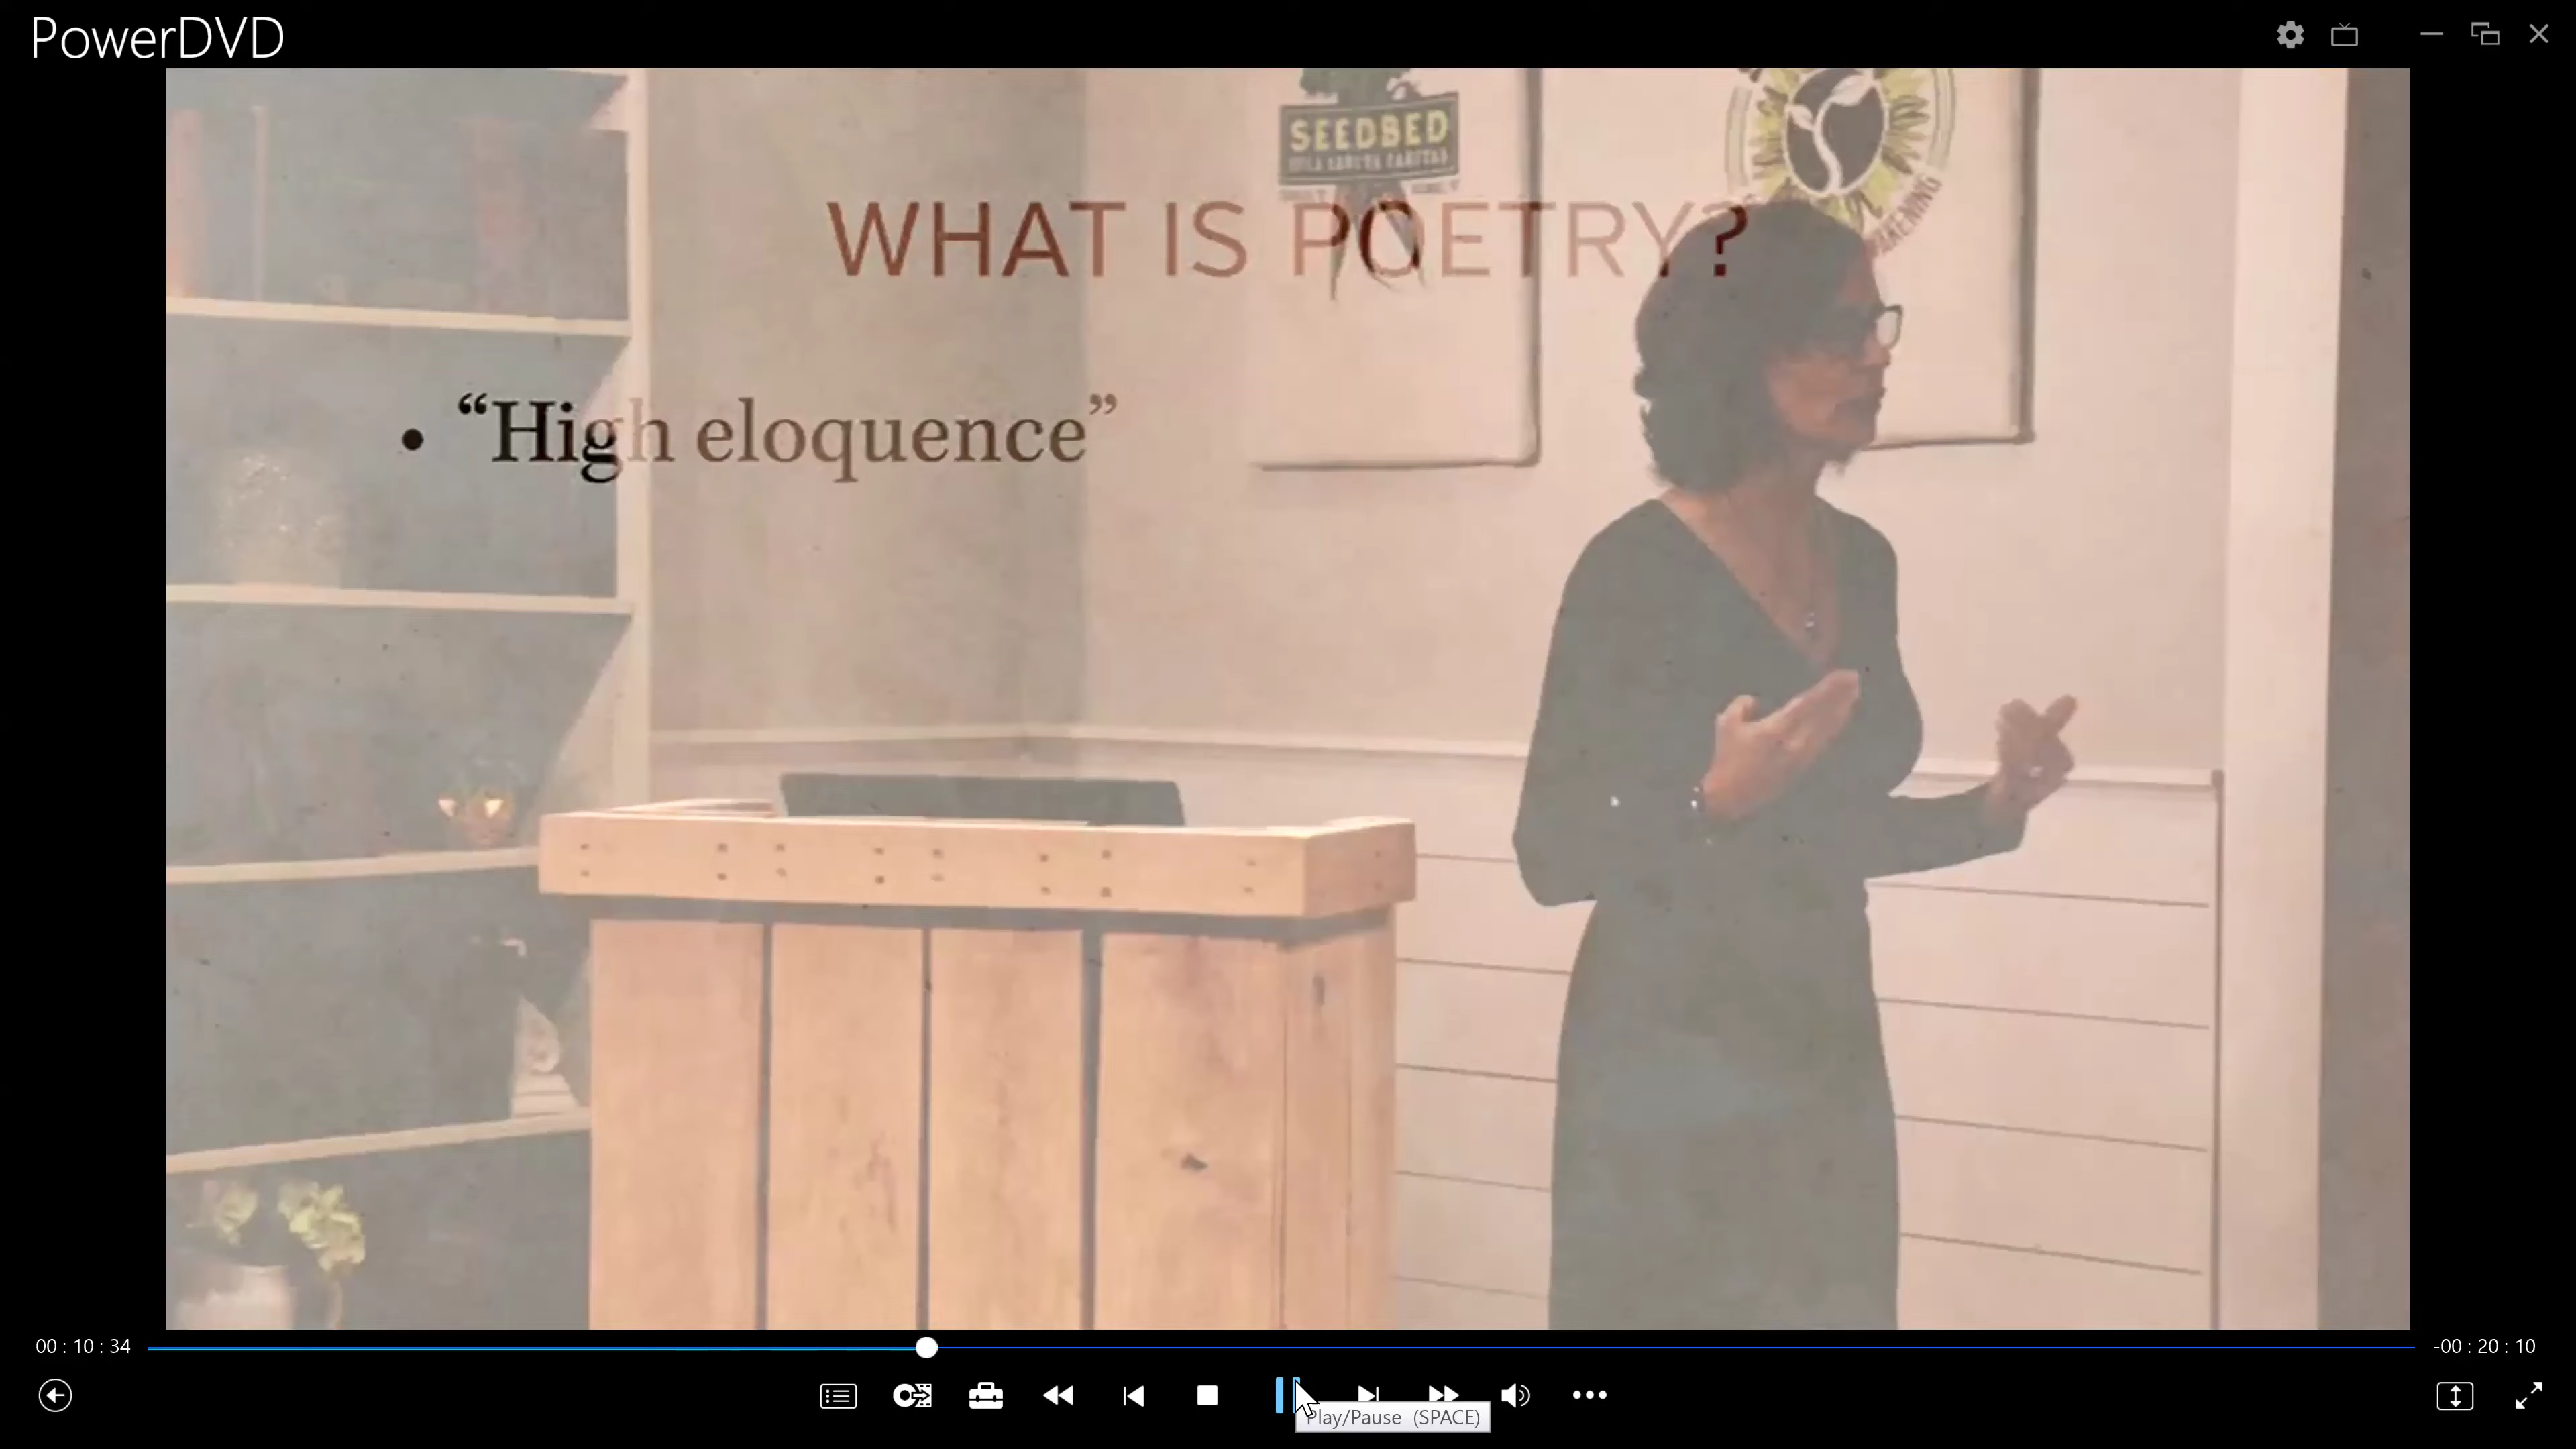 PowerDVD
SEEDBED
WHAT IS POETRY?
• “High eloquence”
00 : 10 : 34
-00 : 20 : 10
Play/Pause (SPACE)